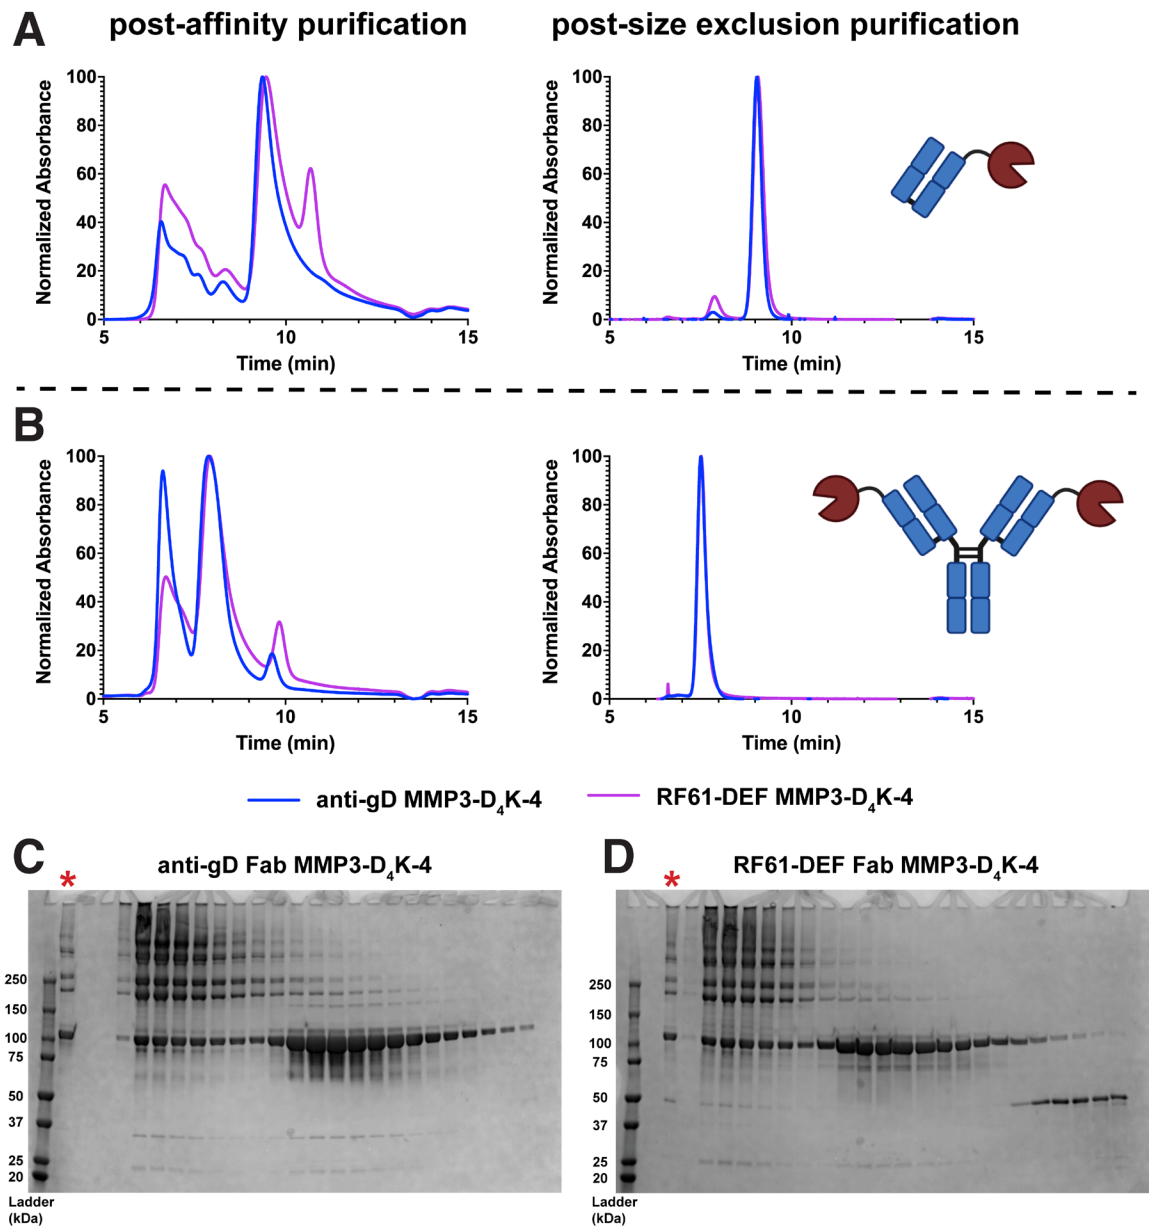 A
post-affinity purification
post-size exclusion purification
Normalized Absorbance
100
80
60
40
20
0
5
10
15
Time (min)
Normalized Absorbance
100
80
60
40
20
0
5
10
15
Time (min)
B
Normalized Absorbance
100
80
60
40
20
0
5
10
15
Time (min)
Normalized Absorbance
100
80
60
40
20
0
5
10
15
Time (min)
anti-gD MMP3-D₄K-4
RF61-DEF MMP3-D₄K-4
C
anti-gD Fab MMP3-D₄K-4
*
250
150
100
75
50
37
25
20
Ladder
(kDa)
D
RF61-DEF Fab MMP3-D₄K-4
*
250
150
100
75
50
37
25
20
Ladder
(kDa)